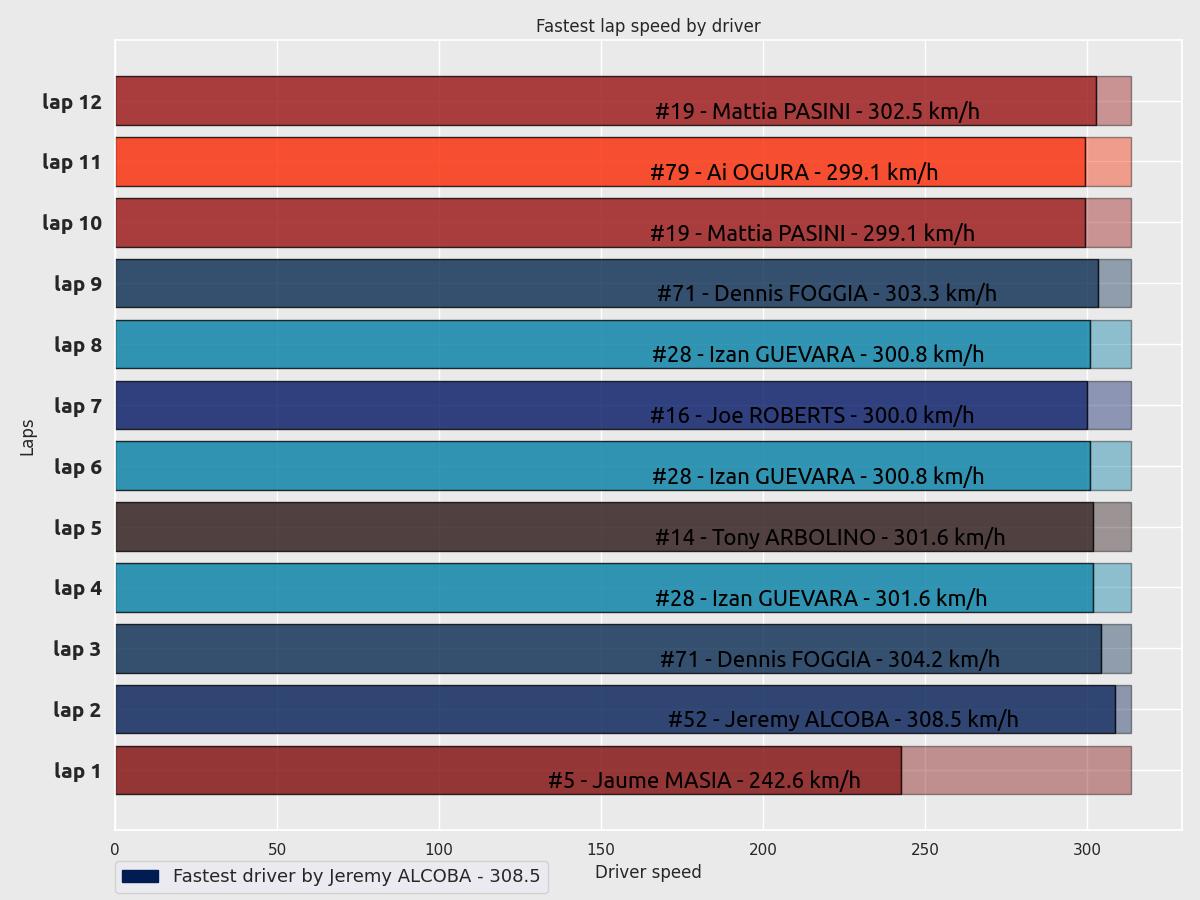 Fastest lap speed by driver
lap 12
#19 - Mattia PASINI - 302.5 km/h
lap 11
#79 - Ai OGURA - 299.1 km/h
lap 10
#19 - Mattia PASINI - 299.1 km/h
lap 9
#71 - Dennis FOGGIA - 303.3 km/h
lap 8
#28 - Izan GUEVARA - 300.8 km/h
lap 7
#16 - Joe ROBERTS - 300.0 km/h
lap 6
#28 - Izan GUEVARA - 300.8 km/h
lap 5
#14 - Tony ARBOLINO - 301.6 km/h
lap 4
#28 - Izan GUEVARA - 301.6 km/h
lap 3
#71 - Dennis FOGGIA - 304.2 km/h
lap 2
#52 - Jeremy ALCOBA - 308.5 km/h
lap 1
#5 - Jaume MASIA - 242.6 km/h
Laps
0 50 100 150 200 250 300
Driver speed
Fastest driver by Jeremy ALCOBA - 308.5